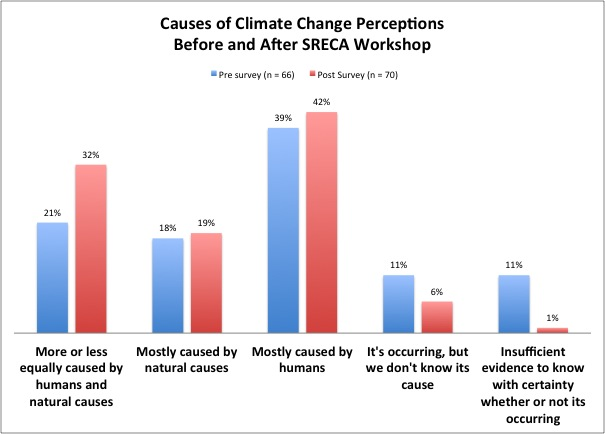 Causes of Climate Change Perceptions
Before and After SRECA Workshop
Pre survey (n = 66) Post Survey (n = 70)
21% 32% 18% 19% 39% 42% 11% 6% 11% 1%
More or less
equally caused by
humans and
natural causes
Mostly caused by
natural causes
Mostly caused by
humans
It's occurring, but
we don't know its
cause
Insufficient
evidence to know
with certainty
whether or not its
occurring